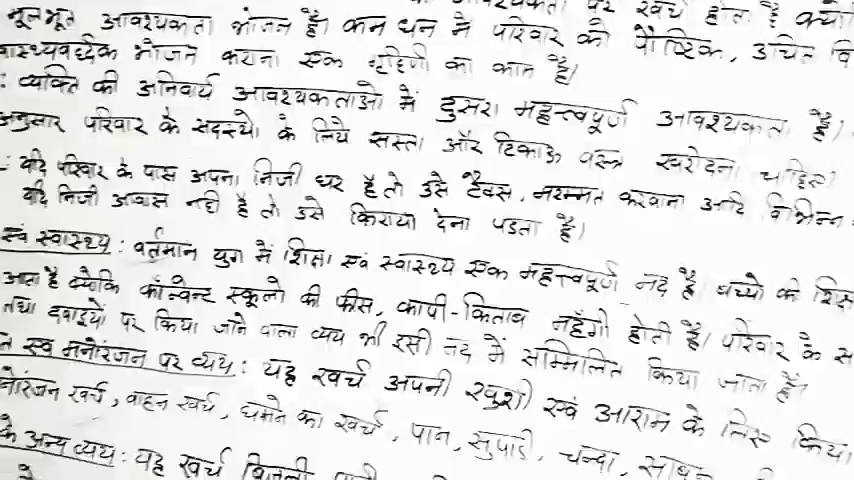 पर खर्च होता है क्यो
मूलभूत आवश्यकता भोजन है। कम धन में परिवार को पौष्टिक, उचित वि
वास्थ्यवर्द्धक भोजन कराना एक गृहिणी का काम है।
: व्यक्ति की अनिवार्य आवश्यकताओ में दुसरा महत्त्वपूर्ण आवश्यकता है।
अनुसार परिवार के सदस्यो के लिये सस्ता और टिकाऊ वस्त्र खरीदना चाहिए।
: यदि परिवार के पास अपना निजी घर है तो उसे टैक्स, मरम्मत करवाना आदि विभिन्न
यदि निजी आवास नही है तो उसे किराया देना पडता है।
एवं स्वास्थ्य : वर्तमान युग में शिक्षा एवं स्वास्थ्य एक महत्त्वपूर्ण मद है। बच्चो की शिक्ष
आता है क्योकि कॉन्वेन्ट स्कूलो की फीस, कापी-किताब महँगी होती है। परिवार के स
तथा दवाइयों पर किया जाने वाला व्यय भी इसी मद में सम्मिलित किया जाता है।
एवं मनोरंजन पर व्यय : यह खर्च अपनी खुशी एवं आराम के लिए किया
नोरंजन खर्च, वाहन खर्च, घूमने का खर्च, पान, सुपाडी, चन्दा, साबुन
के अन्य व्यय : यह खर्च बिजली